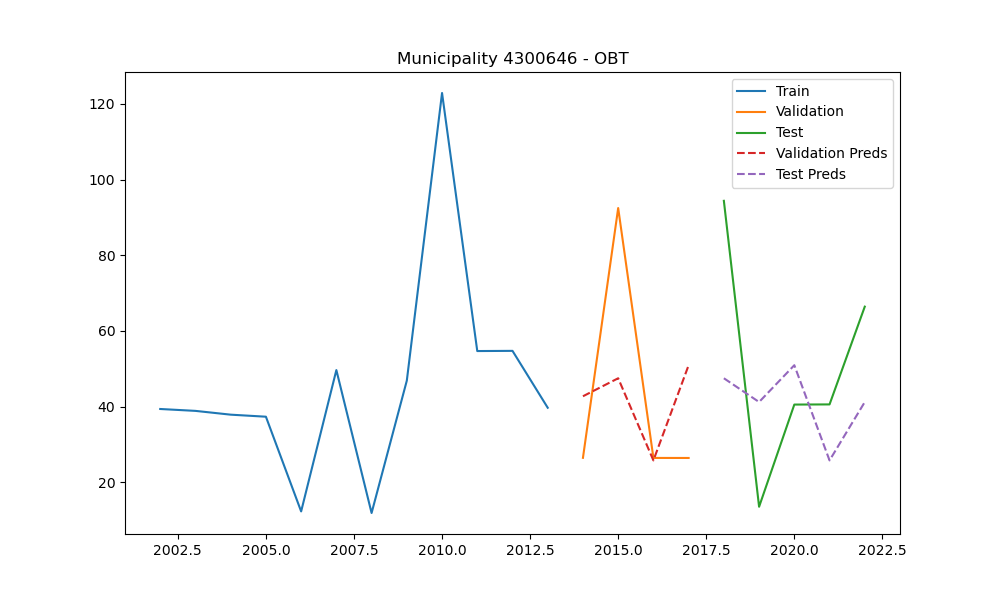 Municipality 4300646 - OBT
Train
Validation
Test
Validation Preds
Test Preds
120
100
80
60
40
20
2002.5 2005.0 2007.5 2010.0 2012.5 2015.0 2017.5 2020.0 2022.5